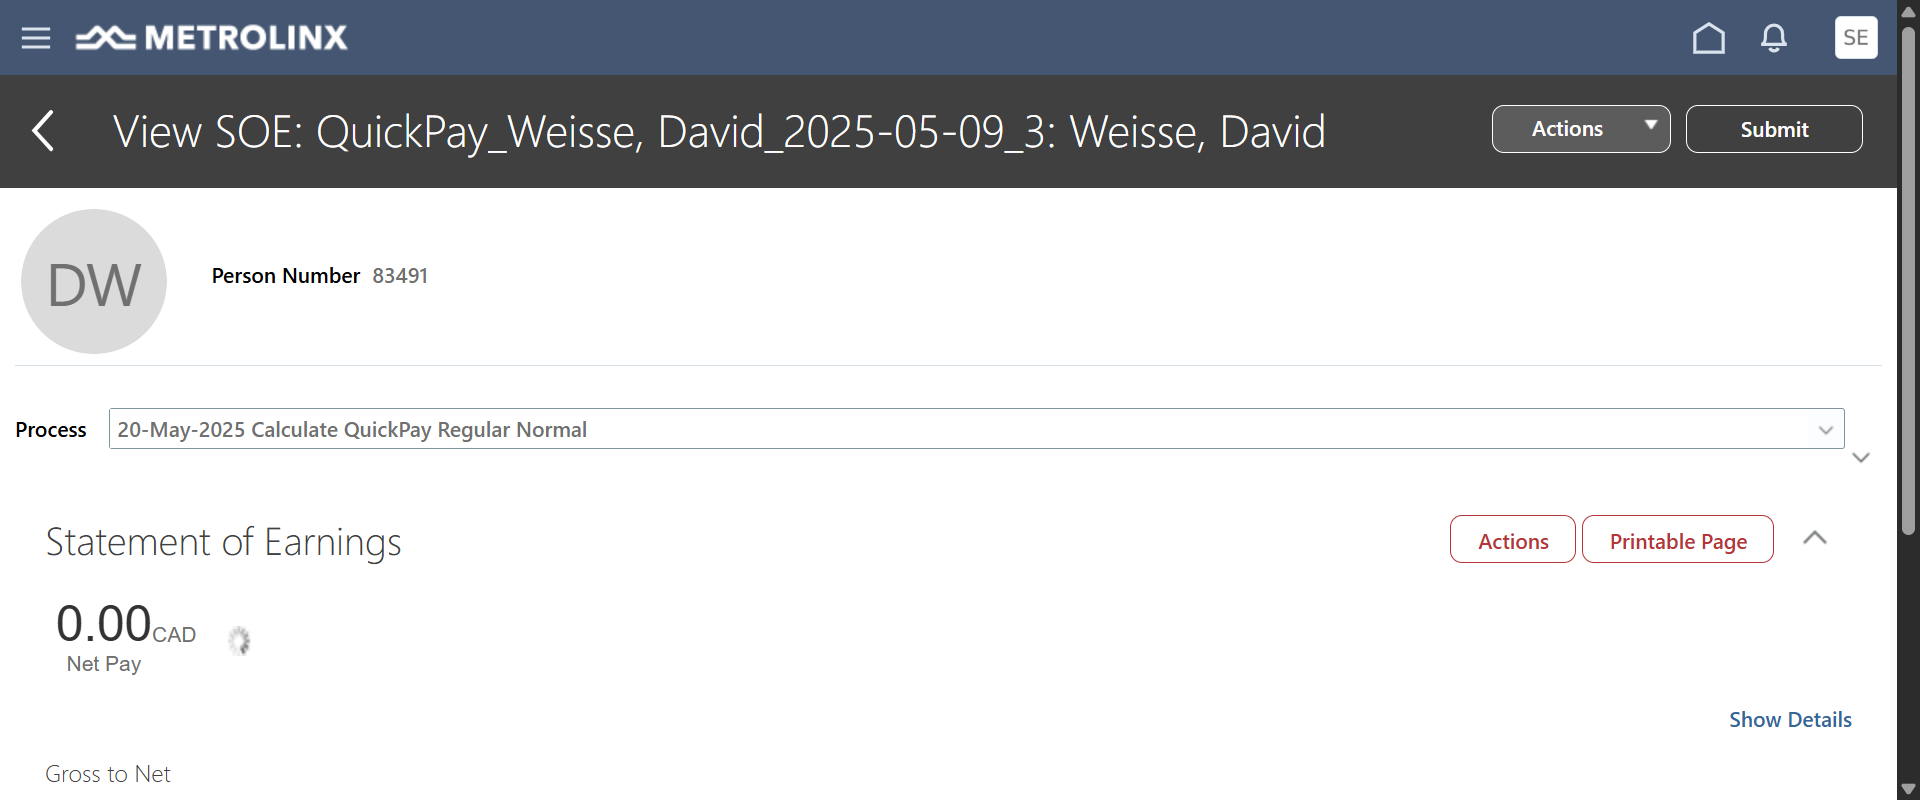 METROLINX
SE
View SOE: QuickPay_Weisse, David_2025-05-09_3: Weisse, David
Actions
Submit
DW
Person Number 83491
Process 20-May-2025 Calculate QuickPay Regular Normal
Statement of Earnings
Actions
Printable Page
0.00CAD
Net Pay
Show Details
Gross to Net